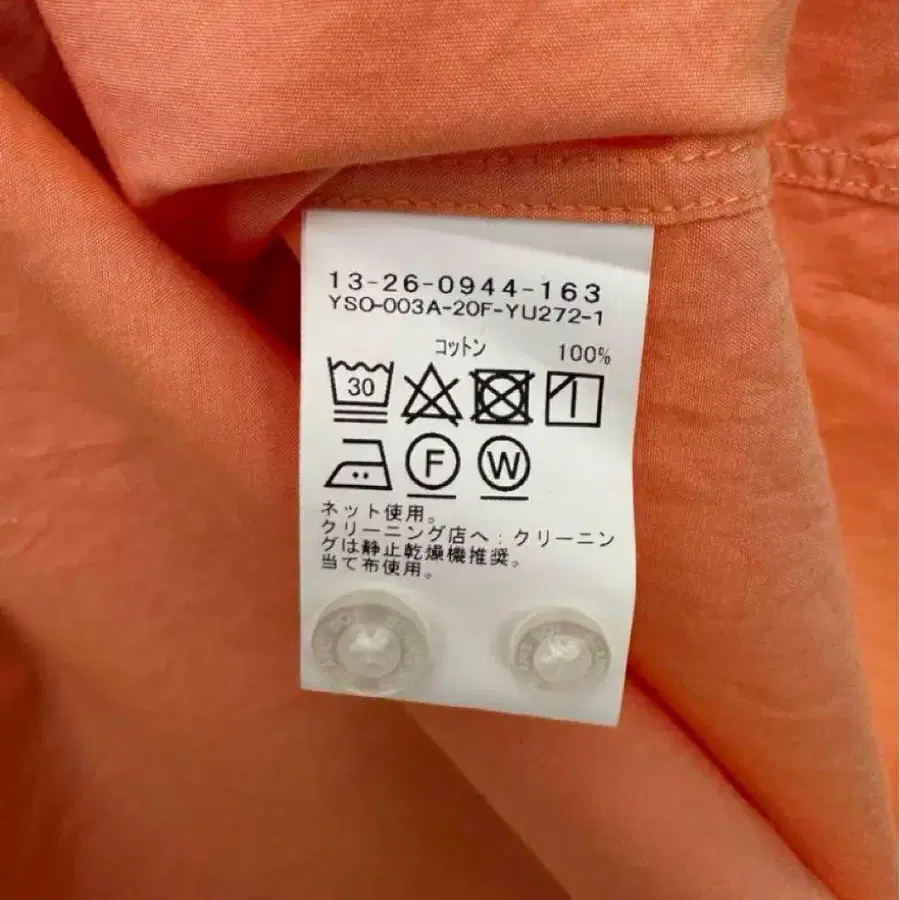 13-26-0944-163
YSO-003A-20F-YU272-1
コットン 100%
30
F W
ネット使用。
クリーニング店へ:クリーニン
グは静止乾燥機推奨。
当て布使用。